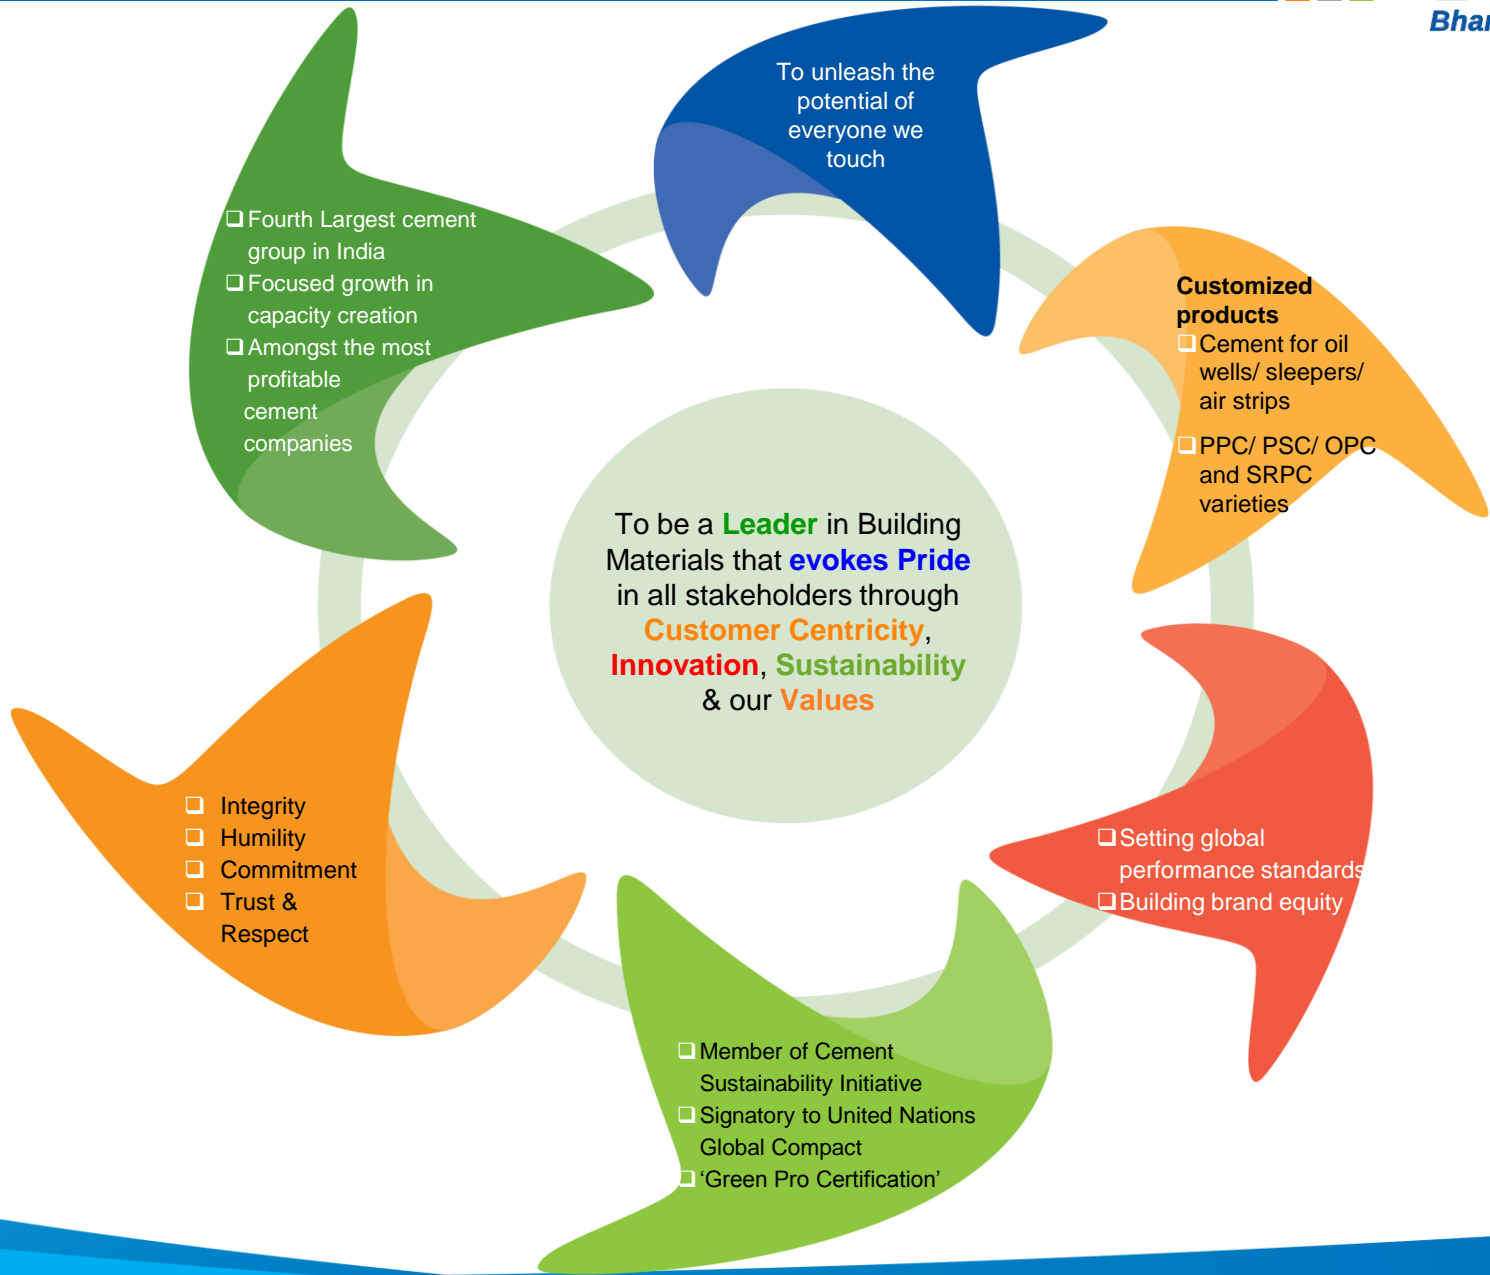 To unleash the
potential of
everyone we
touch
Fourth Largest cement
group in India
Focused growth in
capacity creation
Amongst the most
profitable
cement
companies
Customized
products
Cement for oil
wells/ sleepers/
air strips
PPC/ PSC/ OPC
and SRPC
varieties
To be a Leader in Building
Materials that evokes Pride
in all stakeholders through
Customer Centricity,
Innovation, Sustainability
& our Values
Integrity
Humility
Commitment
Trust &
Respect
Setting global
performance standards
Building brand equity
Member of Cement
Sustainability Initiative
Signatory to United Nations
Global Compact
‘Green Pro Certification’